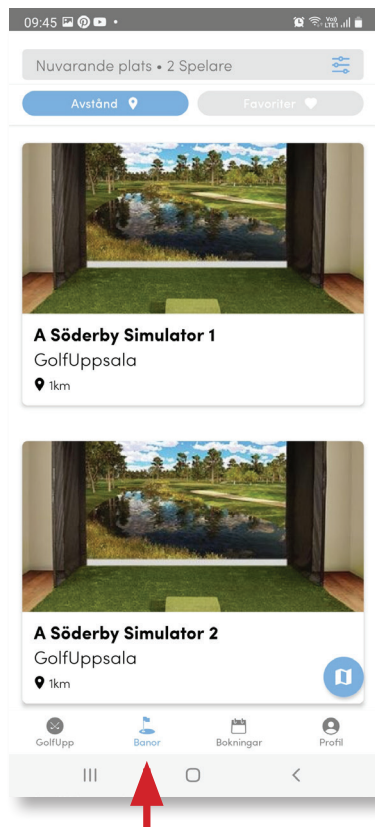 09:45
Nuvarande plats • 2 Spelare
Avstånd
Favoriter
A Söderby Simulator 1
GolfUppsala
1km
A Söderby Simulator 2
GolfUppsala
1km
GolfUpp
Banor
Bokningar
Profil